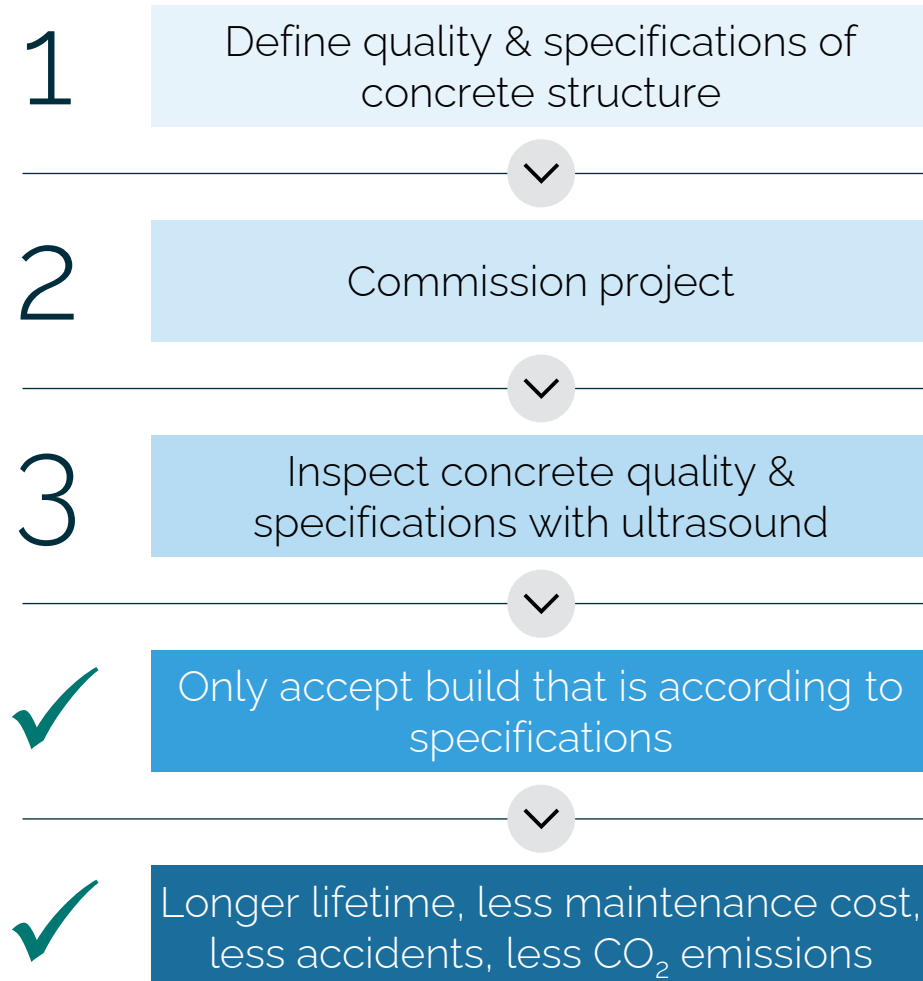 1
Define quality & specifications of
concrete structure
2
Commission project
3
Inspect concrete quality &
specifications with ultrasound
Only accept build that is according to
specifications
Longer lifetime, less maintenance cost,
less accidents, less CO₂ emissions